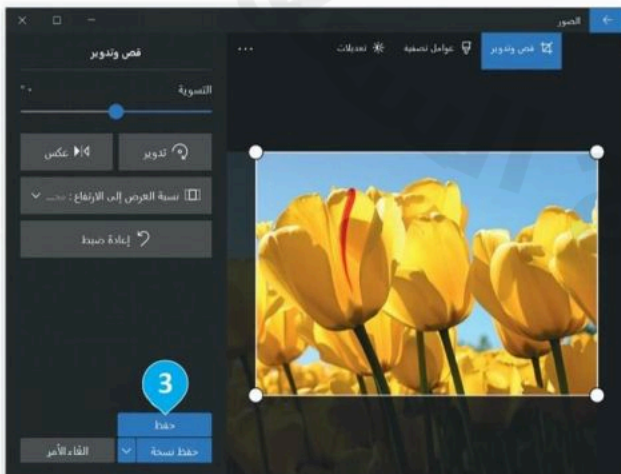 الصور
قص وتدوير
عوامل تصفية
تعديلات
...
قص وتدوير
التسوية
°٠
تدوير
عكس
نسبة العرض إلى الارتفاع :
إعادة ضبط
3
حفظ
حفظ نسخة
الغاء الأمر